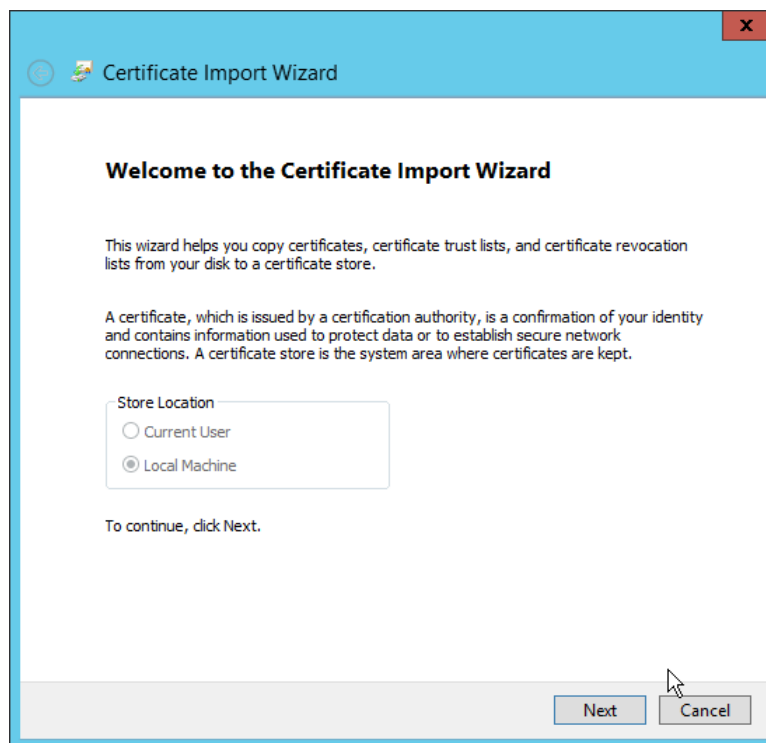 x
Certificate Import Wizard
Welcome to the Certificate Import Wizard
This wizard helps you copy certificates, certificate trust lists, and certificate revocation
lists from your disk to a certificate store.
A certificate, which is issued by a certification authority, is a confirmation of your identity
and contains information used to protect data or to establish secure network
connections. A certificate store is the system area where certificates are kept.
Store Location
Current User
Local Machine
To continue, click Next.
Next Cancel